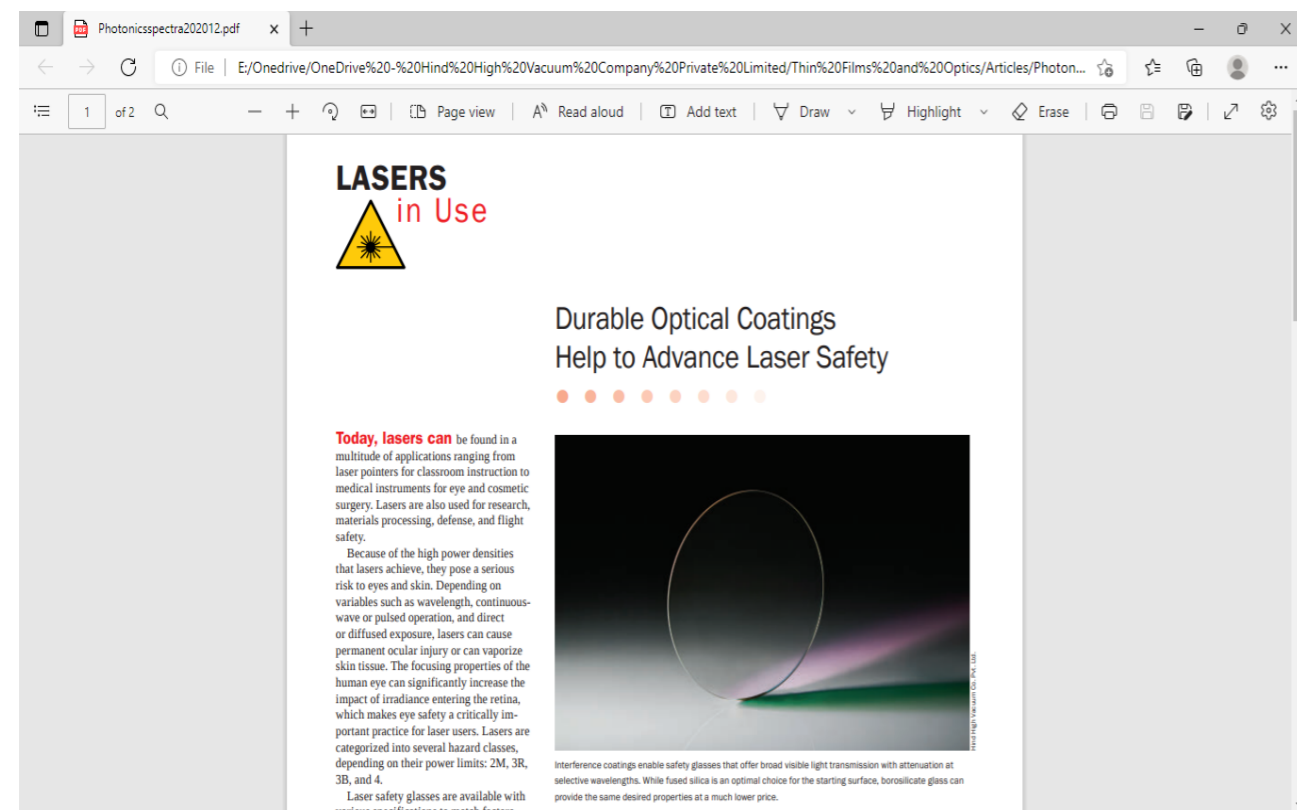 Photonicsspectra202012.pdf
File
E:/Onedrive/OneDrive%20-%20Hind%20High%20Vacuum%20Company%20Private%20Limited/Thin%20Films%20and%20Optics/Articles/Photon...
1 of 2
Page view
Read aloud
Add text
Draw
Highlight
Erase
LASERS
in Use
Durable Optical Coatings
Help to Advance Laser Safety
Today, lasers can be found in a
multitude of applications ranging from
laser pointers for classroom instruction to
medical instruments for eye and cosmetic
surgery. Lasers are also used for research,
materials processing, defense, and flight
safety.
Because of the high power densities
that lasers achieve, they pose a serious
risk to eyes and skin. Depending on
variables such as wavelength, continuous-
wave or pulsed operation, and direct
or diffused exposure, lasers can cause
permanent ocular injury or can vaporize
skin tissue. The focusing properties of the
human eye can significantly increase the
impact of irradiance entering the retina,
which makes eye safety a critically im-
portant practice for laser users. Lasers are
categorized into several hazard classes,
depending on their power limits: 2M, 3R,
3B, and 4.
Laser safety glasses are available with
Hind High Vacuum Co. Pvt. Ltd.
Interference coatings enable safety glasses that offer broad visible light transmission with attenuation at
selective wavelengths. While fused silica is an optimal choice for the starting surface, borosilicate glass can
provide the same desired properties at a much lower price.